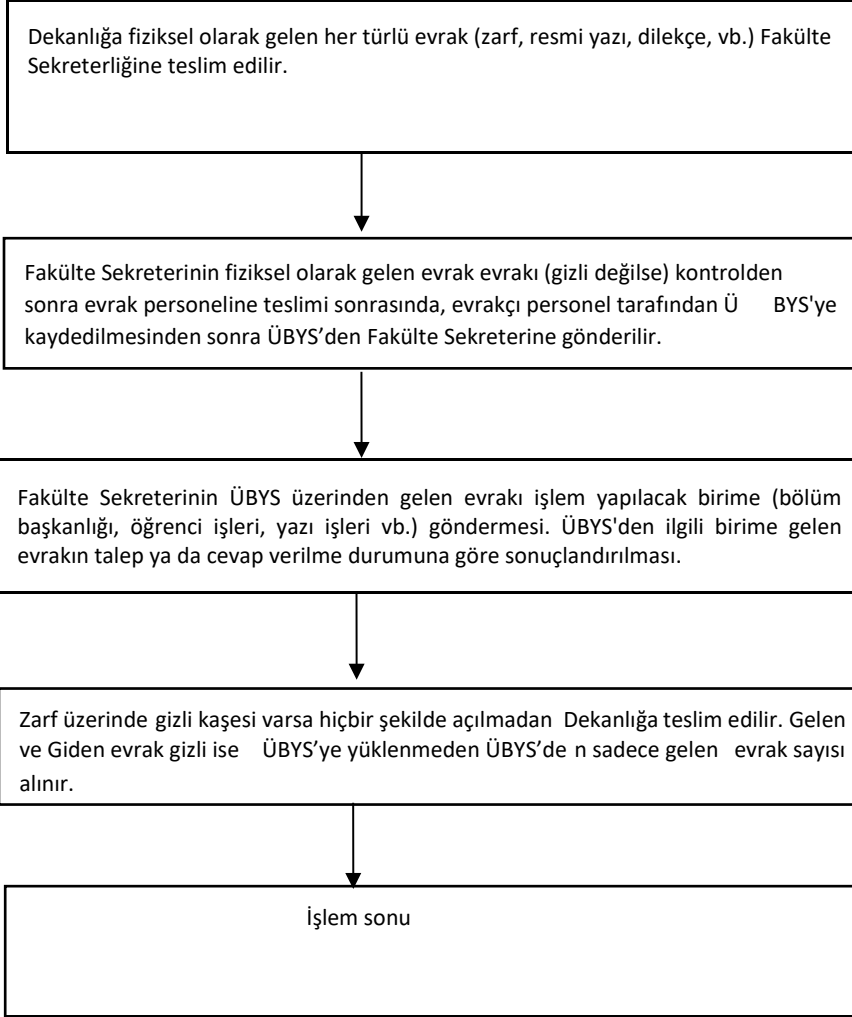 Dekanlığa fiziksel olarak gelen her türlü evrak (zarf, resmi yazı, dilekçe, vb.) Fakülte
Sekreterliğine teslim edilir.
Fakülte Sekreterinin fiziksel olarak gelen evrak evrakı (gizli değilse) kontrolden
sonra evrak personeline teslimi sonrasında, evrakçı personel tarafından Ü BYS'ye
kaydedilmesinden sonra ÜBYS’den Fakülte Sekreterine gönderilir.
Fakülte Sekreterinin ÜBYS üzerinden gelen evrakı işlem yapılacak birime (bölüm
başkanlığı, öğrenci işleri, yazı işleri vb.) göndermesi. ÜBYS'den ilgili birime gelen
evrakın talep ya da cevap verilme durumuna göre sonuçlandırılması.
Zarf üzerinde gizli kaşesi varsa hiçbir şekilde açılmadan Dekanlığa teslim edilir. Gelen
ve Giden evrak gizli ise ÜBYS’ye yüklenmeden ÜBYS’de n sadece gelen evrak sayısı
alınır.
İşlem sonu